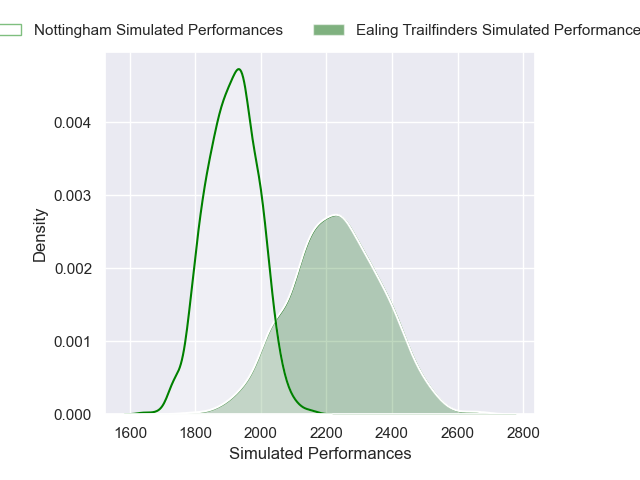 Nottingham Simulated Performances Ealing Trailfinders Simulated Performance
0.004
0.003
Density
0.002
0.001
0.000
1600 1800 2000 2200 2400 2600 2800
Simulated Performances